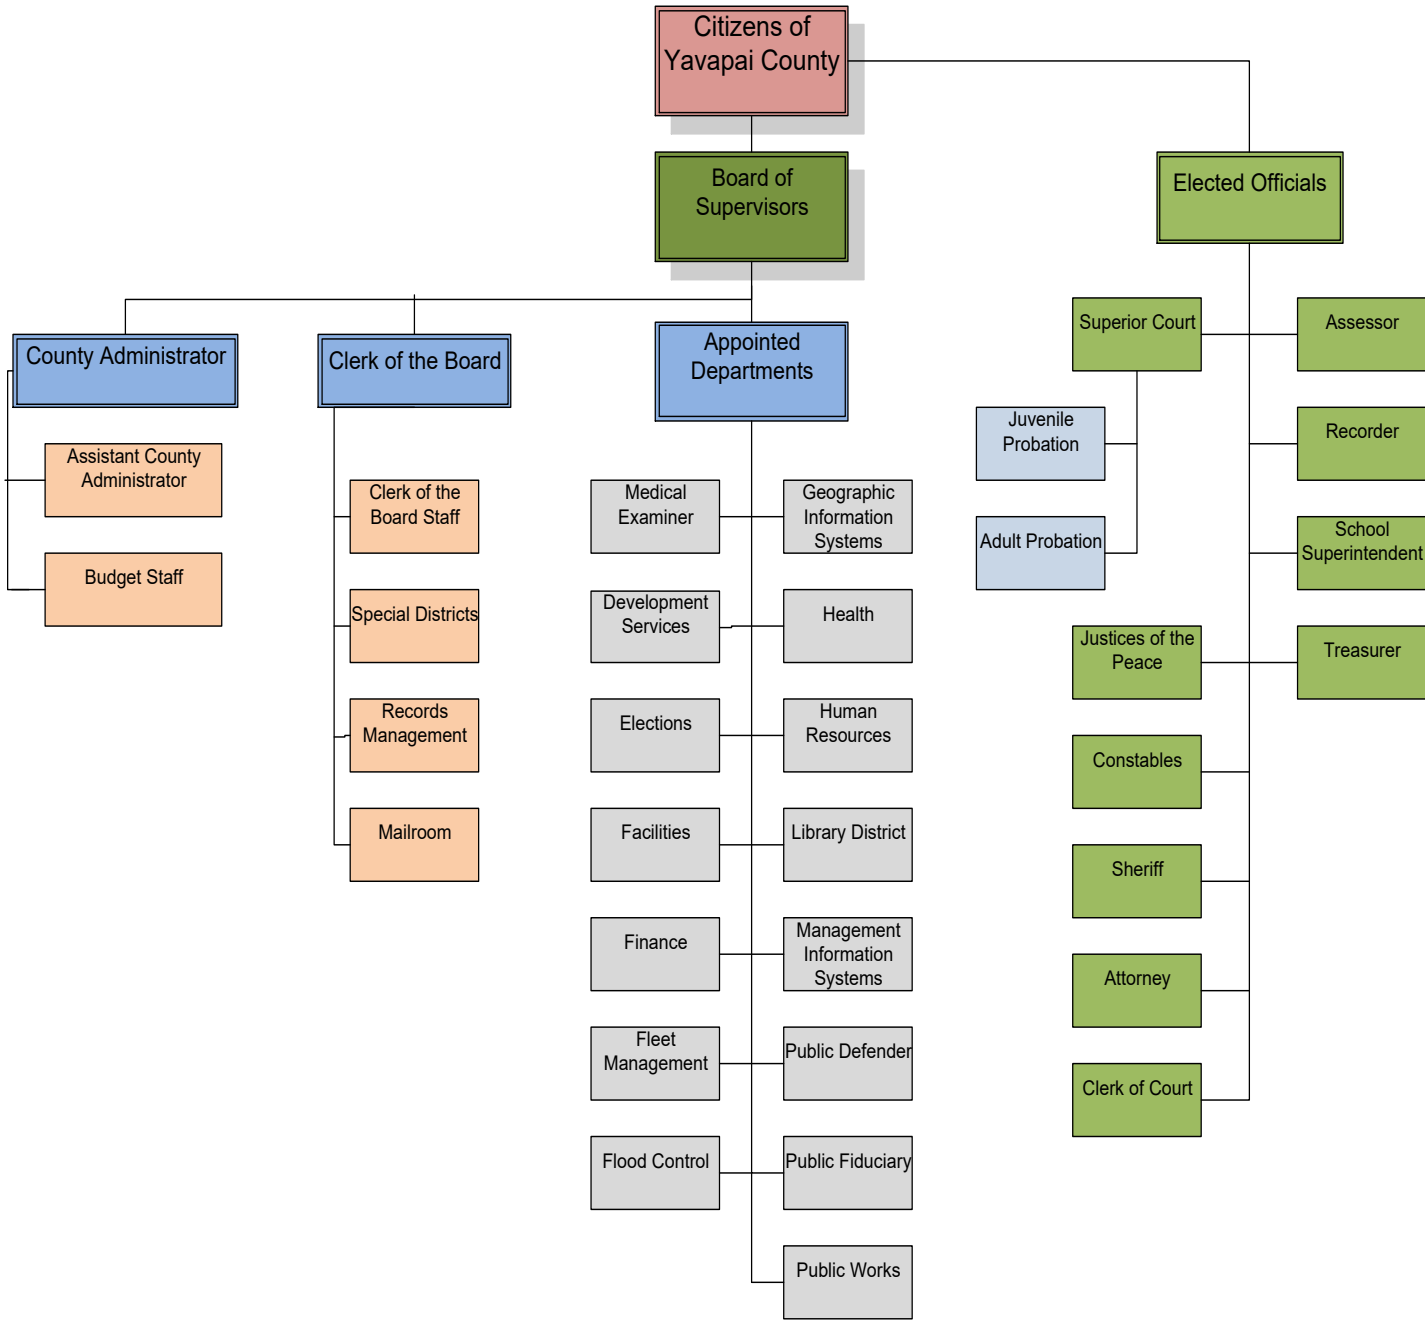 Citizens of
Yavapai County
Board of
Supervisors
Elected Officials
County Administrator
Assistant County
Administrator
Budget Staff
Clerk of the Board
Clerk of the
Board Staff
Special Districts
Records
Management
Mailroom
Appointed
Departments
Medical
Examiner
Geographic
Information
Systems
Development
Services
Health
Elections
Human
Resources
Facilities
Library District
Finance
Management
Information
Systems
Fleet
Management
Public Defender
Flood Control
Public Fiduciary
Public Works
Superior Court
Assessor
Juvenile
Probation
Recorder
Adult Probation
School
Superintendent
Justices of the
Peace
Treasurer
Constables
Sheriff
Attorney
Clerk of Court